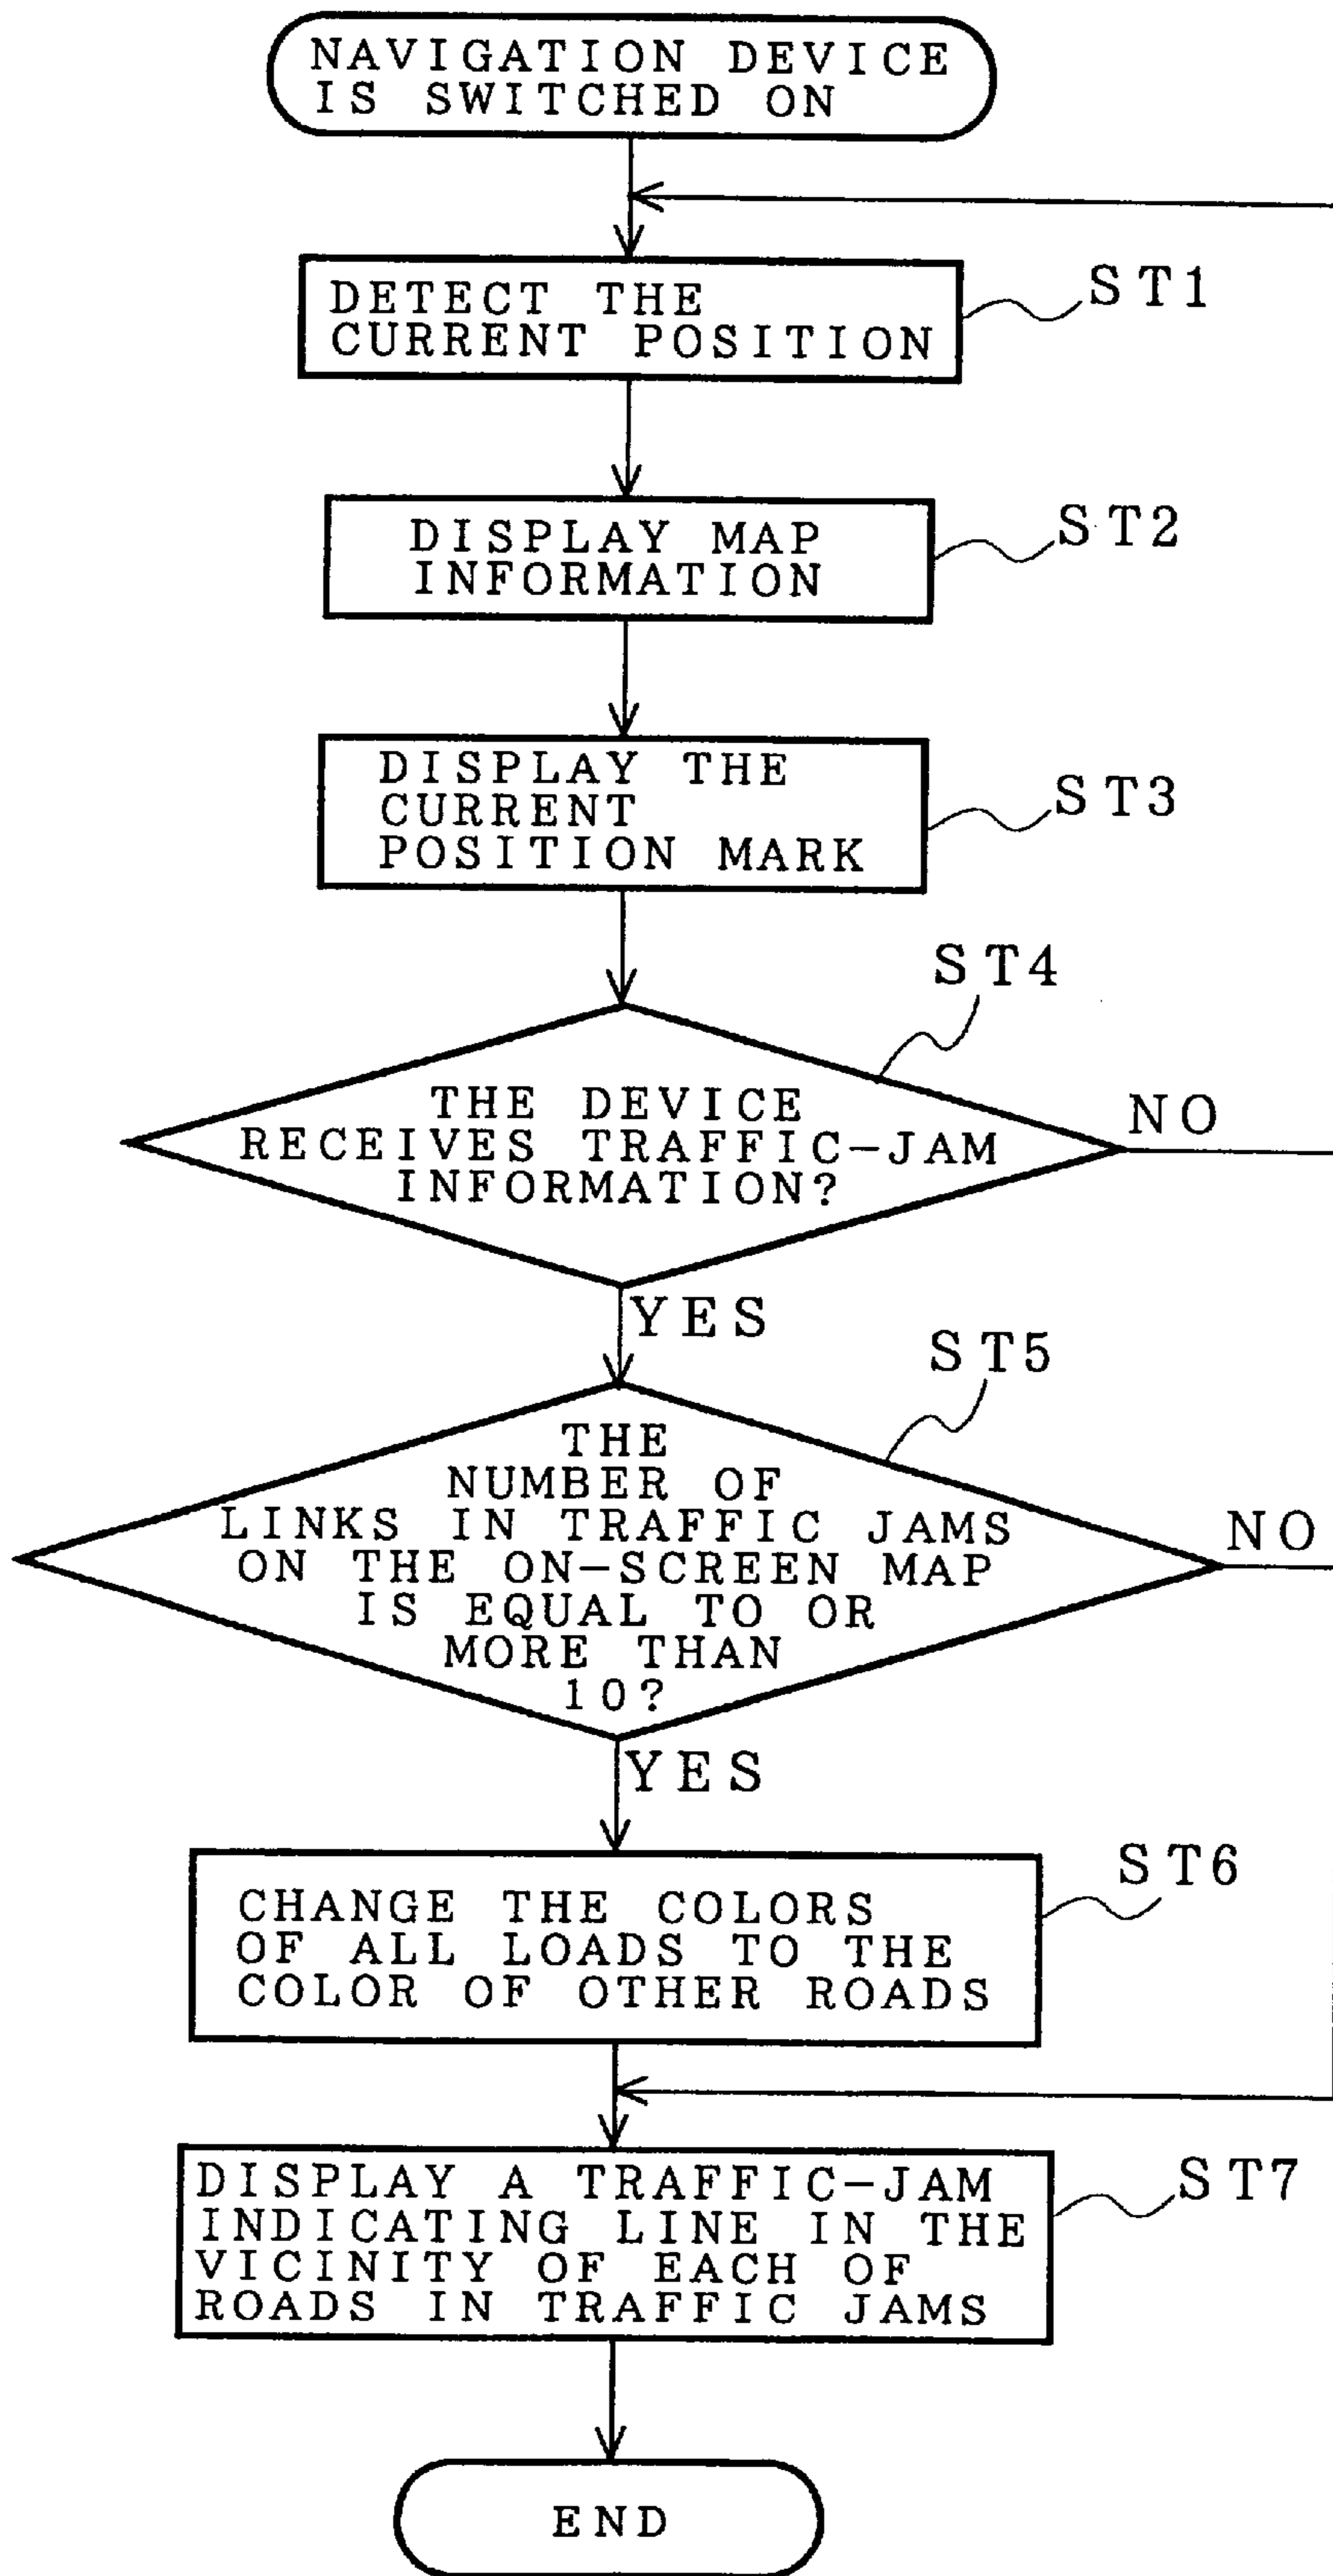 NAVIGATION DEVICE
IS SWITCHED ON
DETECT THE
CURRENT POSITION
ST1
DISPLAY MAP
INFORMATION
ST2
DISPLAY THE
CURRENT
POSITION MARK
ST3
ST4
THE DEVICE
RECEIVES TRAFFIC-JAM
INFORMATION?
NO
YES
ST5
THE
NUMBER OF
LINKS IN TRAFFIC JAMS
ON THE ON-SCREEN MAP
IS EQUAL TO OR
MORE THAN
10?
NO
YES
ST6
CHANGE THE COLORS
OF ALL LOADS TO THE
COLOR OF OTHER ROADS
ST7
DISPLAY A TRAFFIC-JAM
INDICATING LINE IN THE
VICINITY OF EACH OF
ROADS IN TRAFFIC JAMS
END